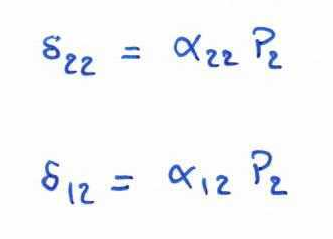 δ₂₂ = α₂₂ P₂
δ₁₂ = α₁₂ P₂